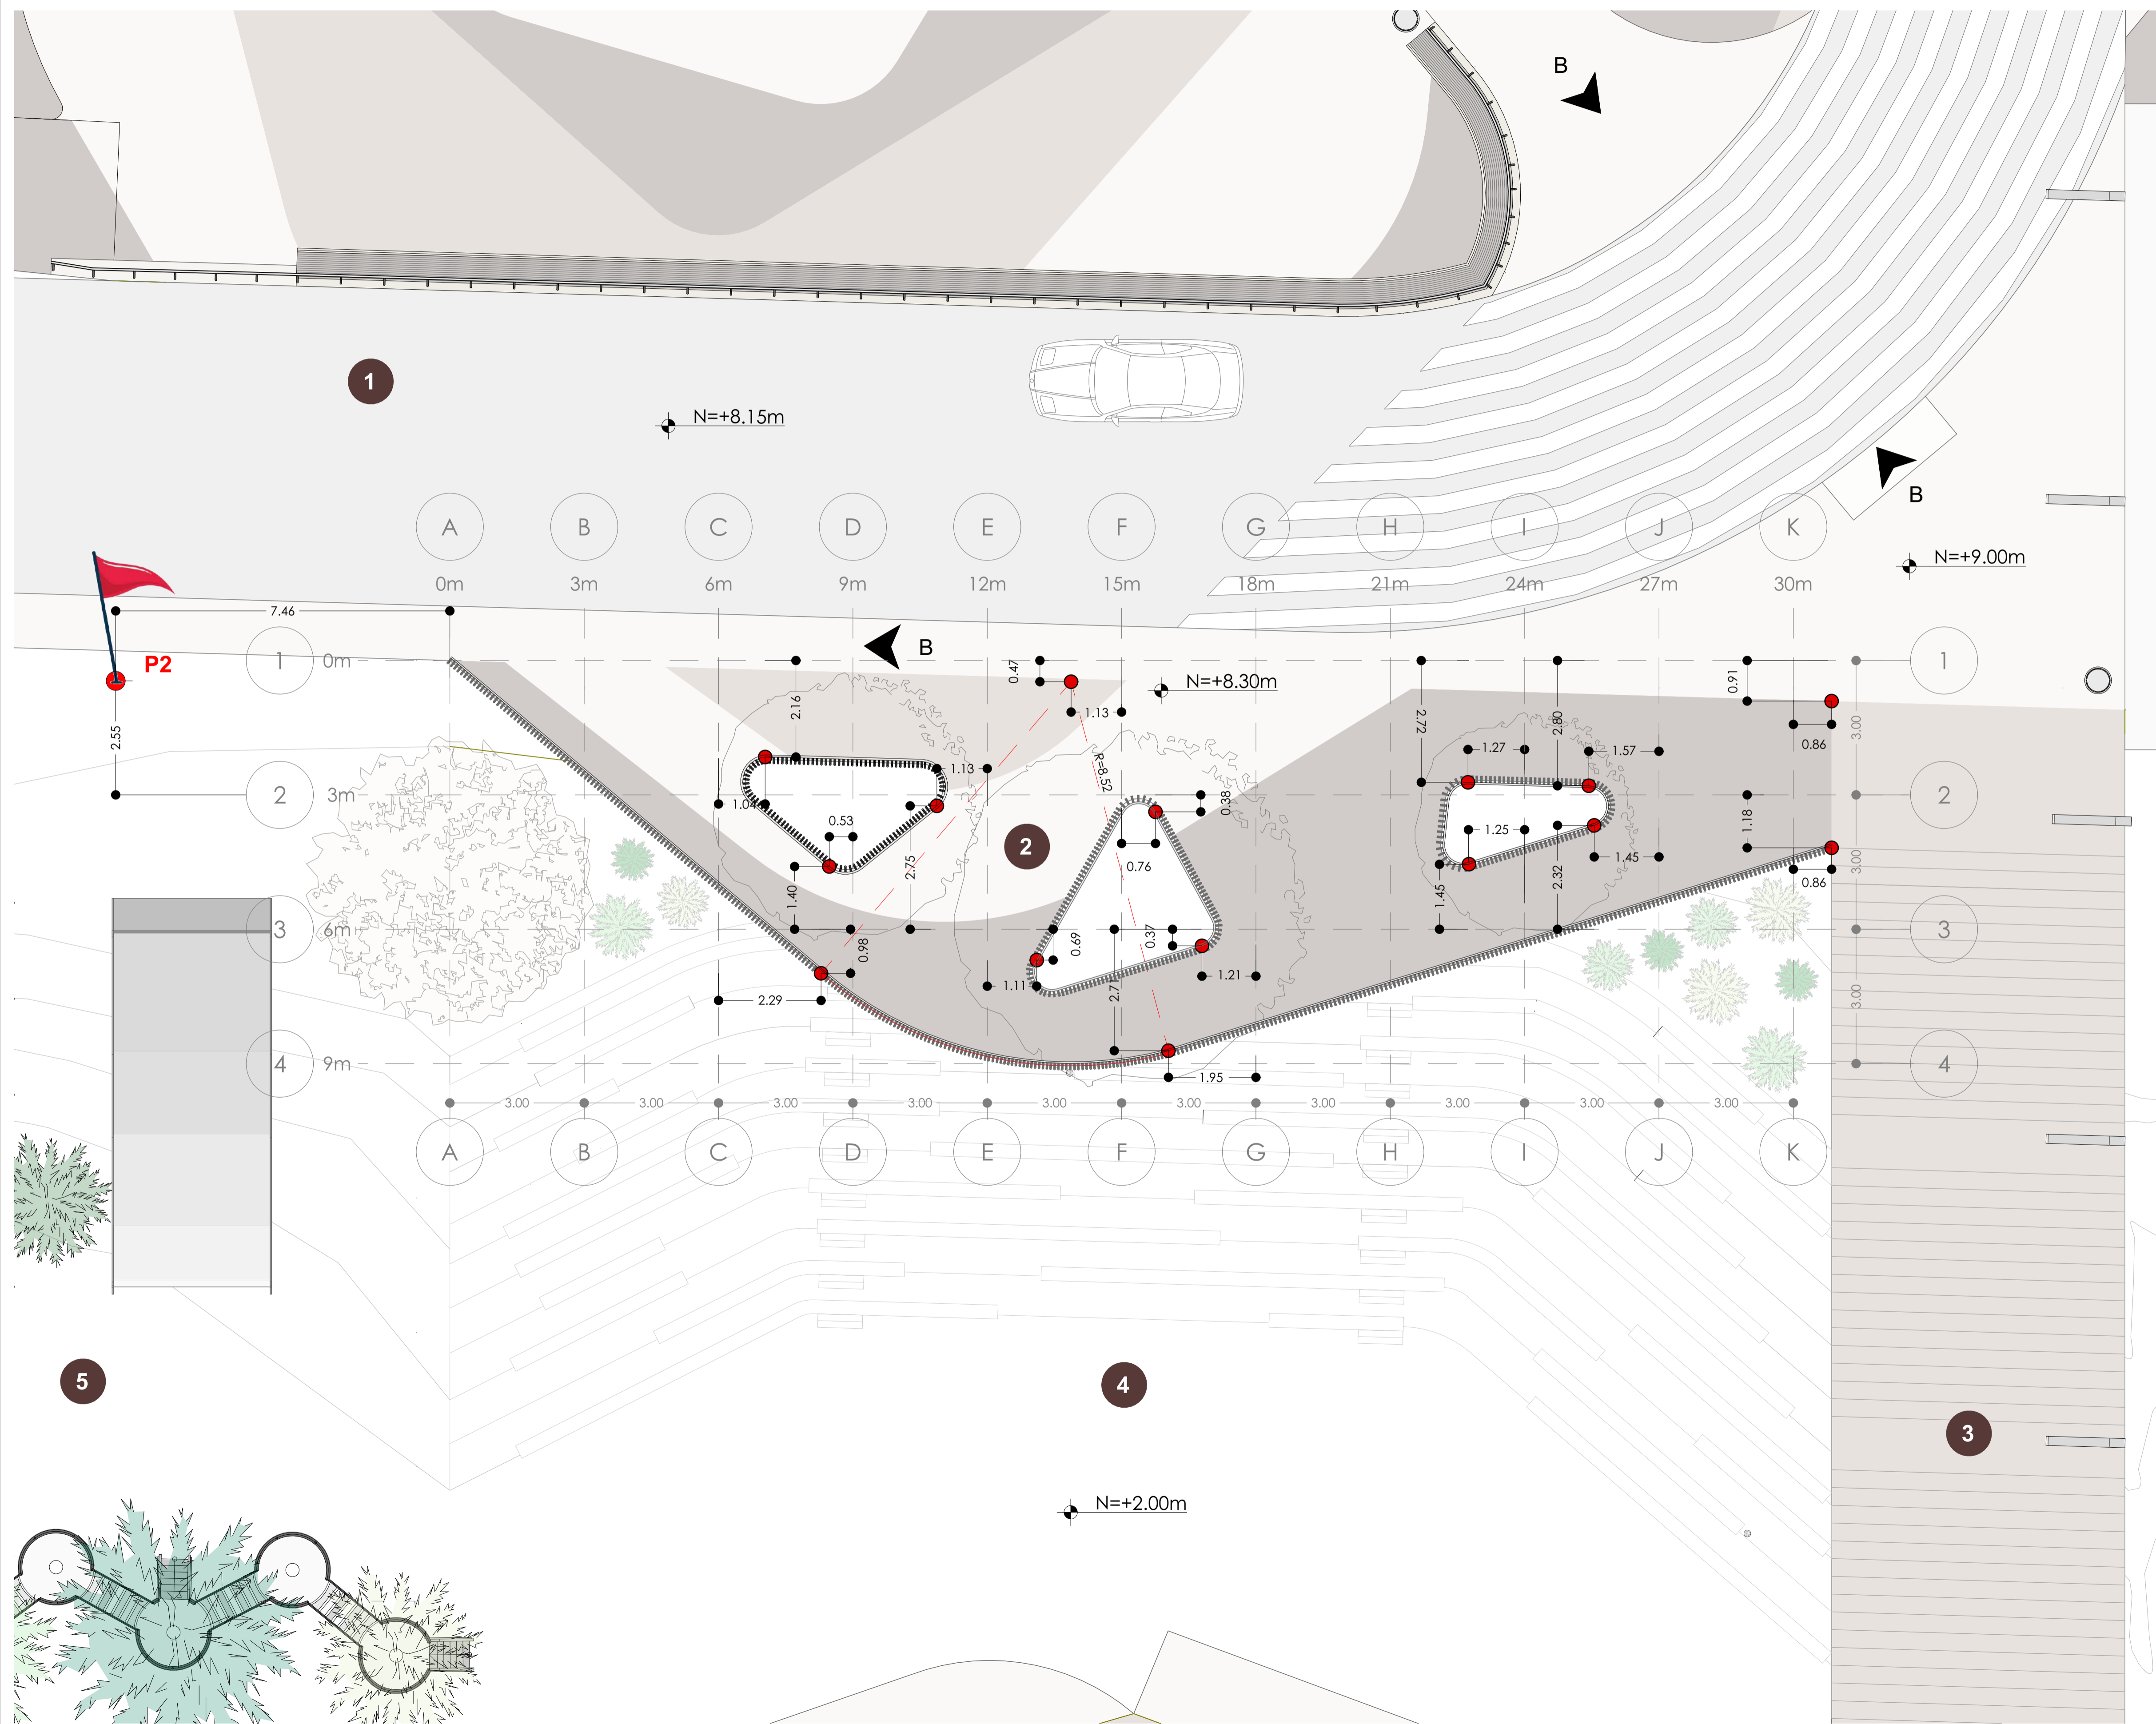 B
1
N=+8.15m
B
A B C D E F G H I J K
N=+9.00m
0m 3m 6m 9m 12m 15m 18m 21m 24m 27m 30m
7.46
P2
1 0m
B
1
0.47
N=+8.30m
0.91
2.16
1.13
2.72
2.80
3.00
2.55
0.86
1.13
R=8.52
1.27
1.57
2 3m
1.04
0.38
2
0.53
1.25
1.18
2
0.76
2.75
1.45
2.32
3.00
0.86
1.40
1.45
3 6m
0.98
0.69
0.37
3
2.29
1.11
2.71
1.21
3.00
4 9m
1.95
4
3.00 3.00 3.00 3.00 3.00 3.00 3.00 3.00 3.00 3.00
A B C D E F G H I J K
5
4
3
N=+2.00m